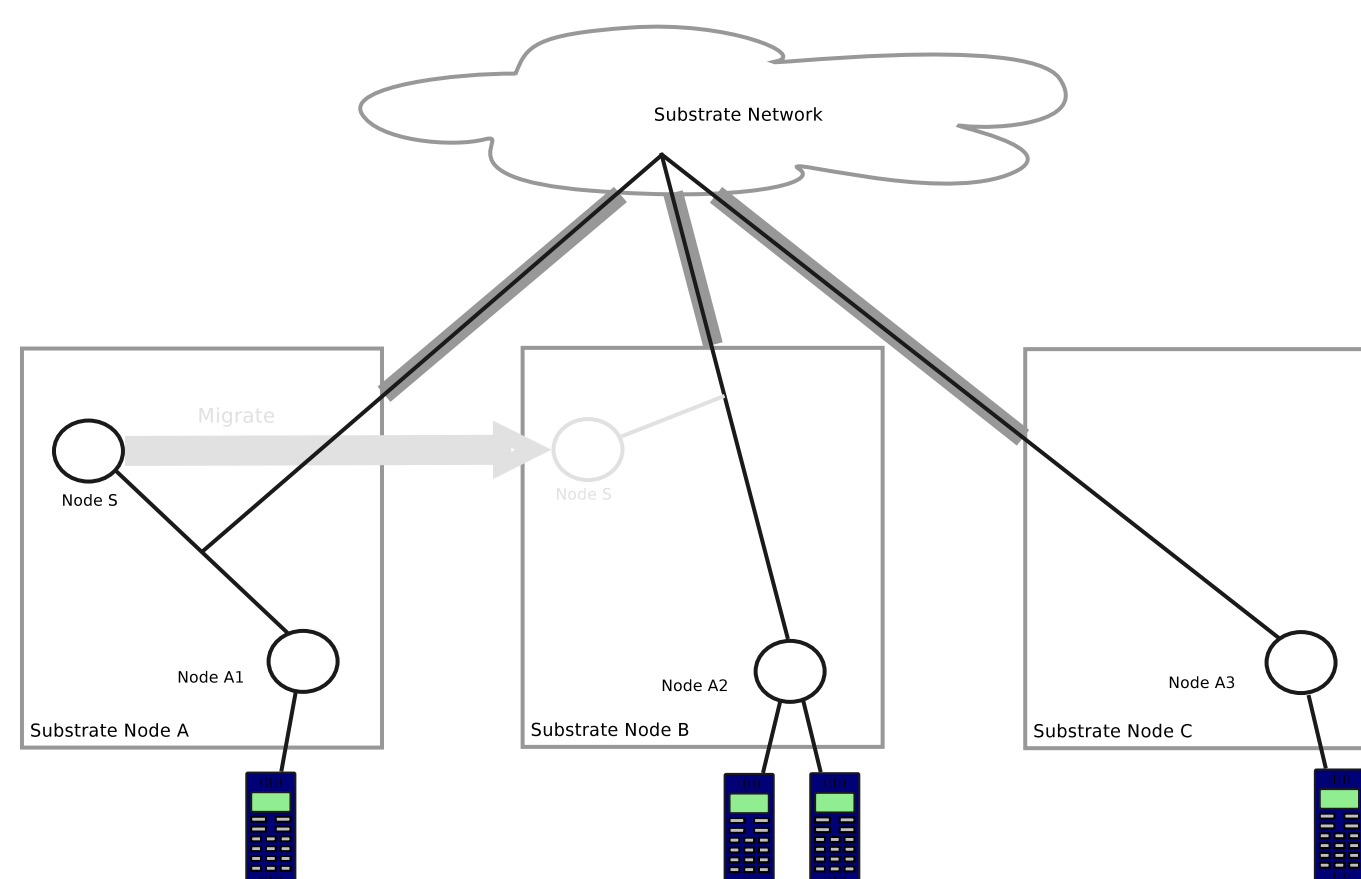 Substrate Network
Migrate
Node S
Node S
Node A1
Node A2
Node A3
Substrate Node A
Substrate Node B
Substrate Node C